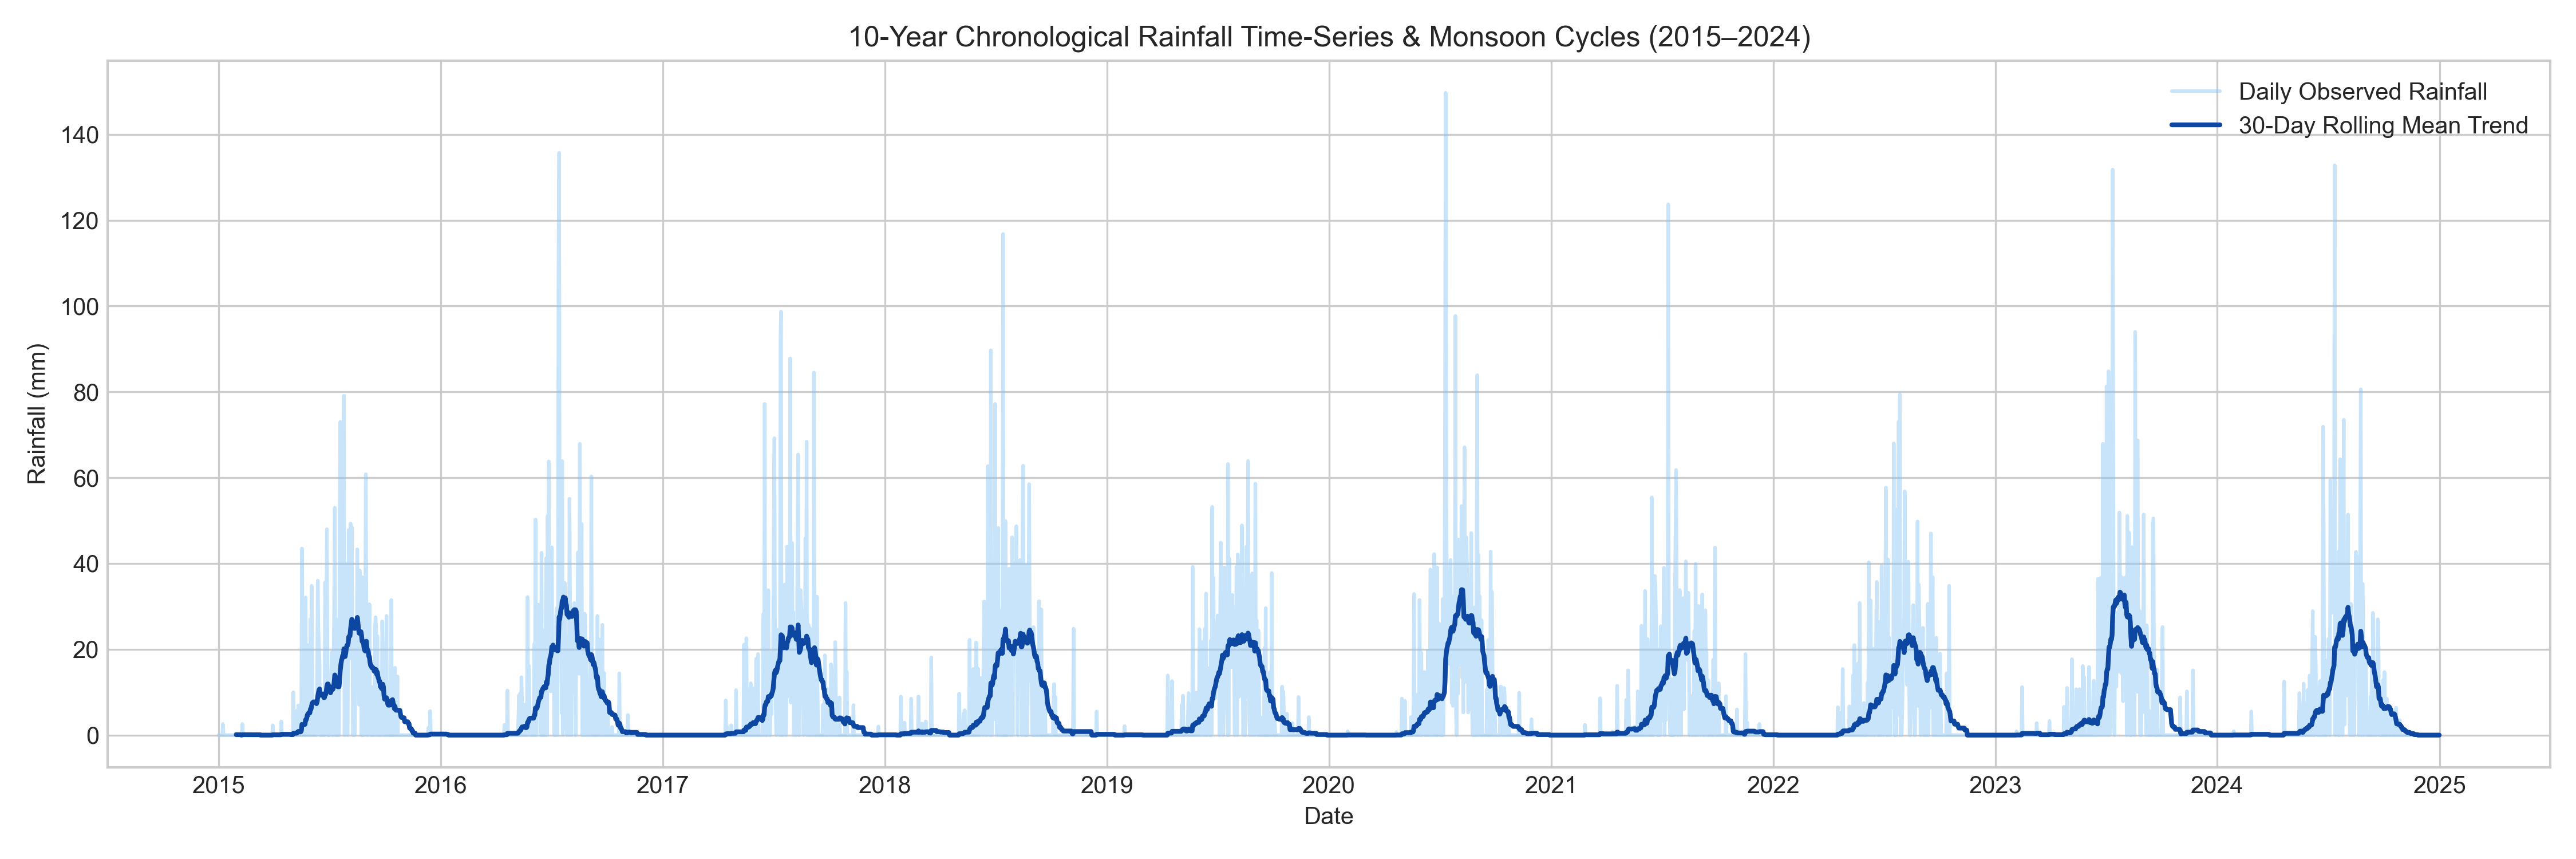 10-Year Chronological Rainfall Time-Series & Monsoon Cycles (2015–2024)
Daily Observed Rainfall
30-Day Rolling Mean Trend
Rainfall (mm)
140
120
100
80
60
40
20
0
2015 2016 2017 2018 2019 2020 2021 2022 2023 2024 2025
Date